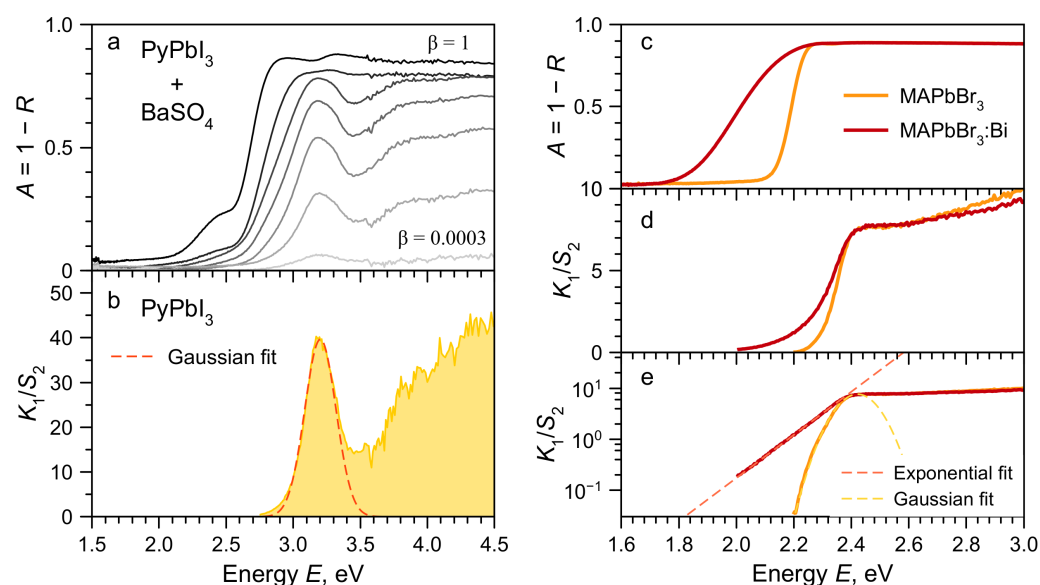 a
PyPbI3
+
BaSO4
β = 1
β = 0.0003
A = 1 − R
1.0
0.5
0
b
PyPbI3
Gaussian fit
K1/S2
50
40
30
20
10
0
1.5 2.0 2.5 3.0 3.5 4.0 4.5
Energy E, eV
c
MAPbBr3
MAPbBr3:Bi
A = 1 − R
1.0
0.5
d
K1/S2
10
5
0
e
Exponential fit
Gaussian fit
K1/S2
10^1
10^0
10^−1
1.6 1.8 2.0 2.2 2.4 2.6 2.8 3.0
Energy E, eV